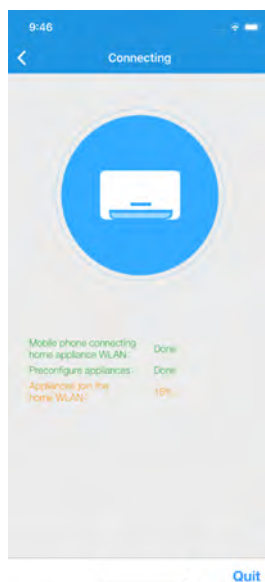 9:46
Connecting
Mobile phone connecting
home appliance WLAN:
Done
Preconfigure appliances:
Done
Appliances join the
home WLAN:
Quit